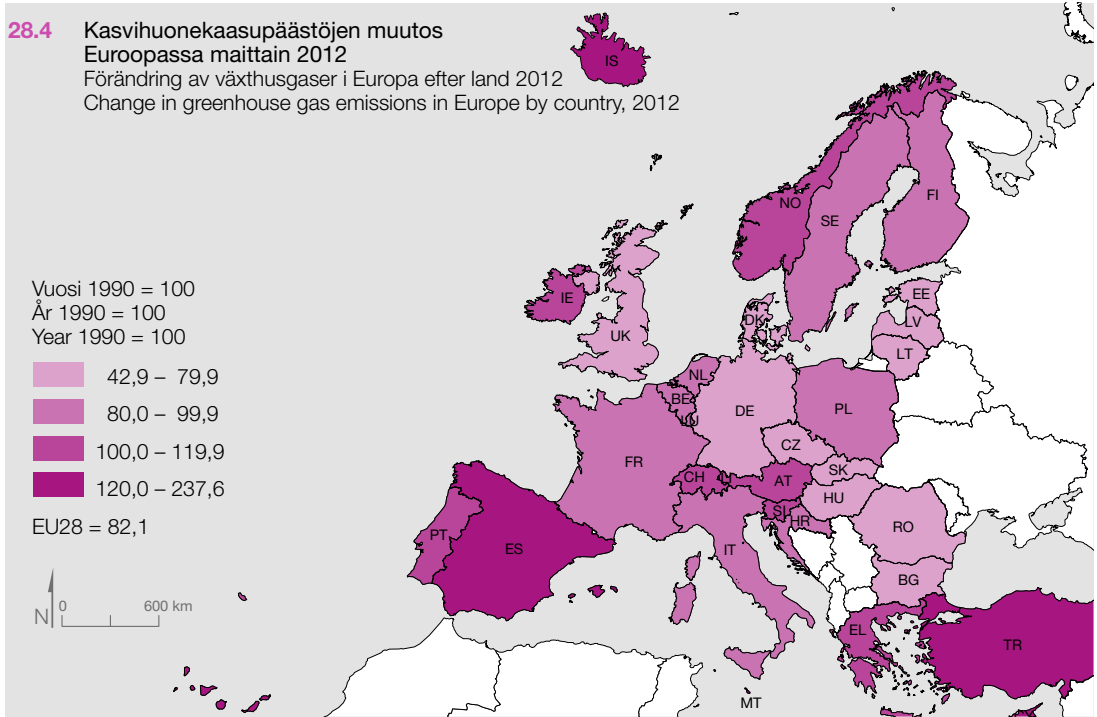 28.4 Kasvihuonekaasupäästöjen muutos
Euroopassa maittain 2012
Förändring av växthusgaser i Europa efter land 2012
Change in greenhouse gas emissions in Europe by country, 2012
Vuosi 1990 = 100
År 1990 = 100
Year 1990 = 100
42,9 – 79,9
80,0 – 99,9
100,0 – 119,9
120,0 – 237,6
EU28 = 82,1
N
0 600 km
IS
NO
SE
FI
EE
LV
LT
IE
UK
DK
NL
BE
LU
DE
PL
CZ
SK
FR
CH
LI
AT
HU
SI
HR
RO
PT
ES
IT
BG
EL
TR
MT